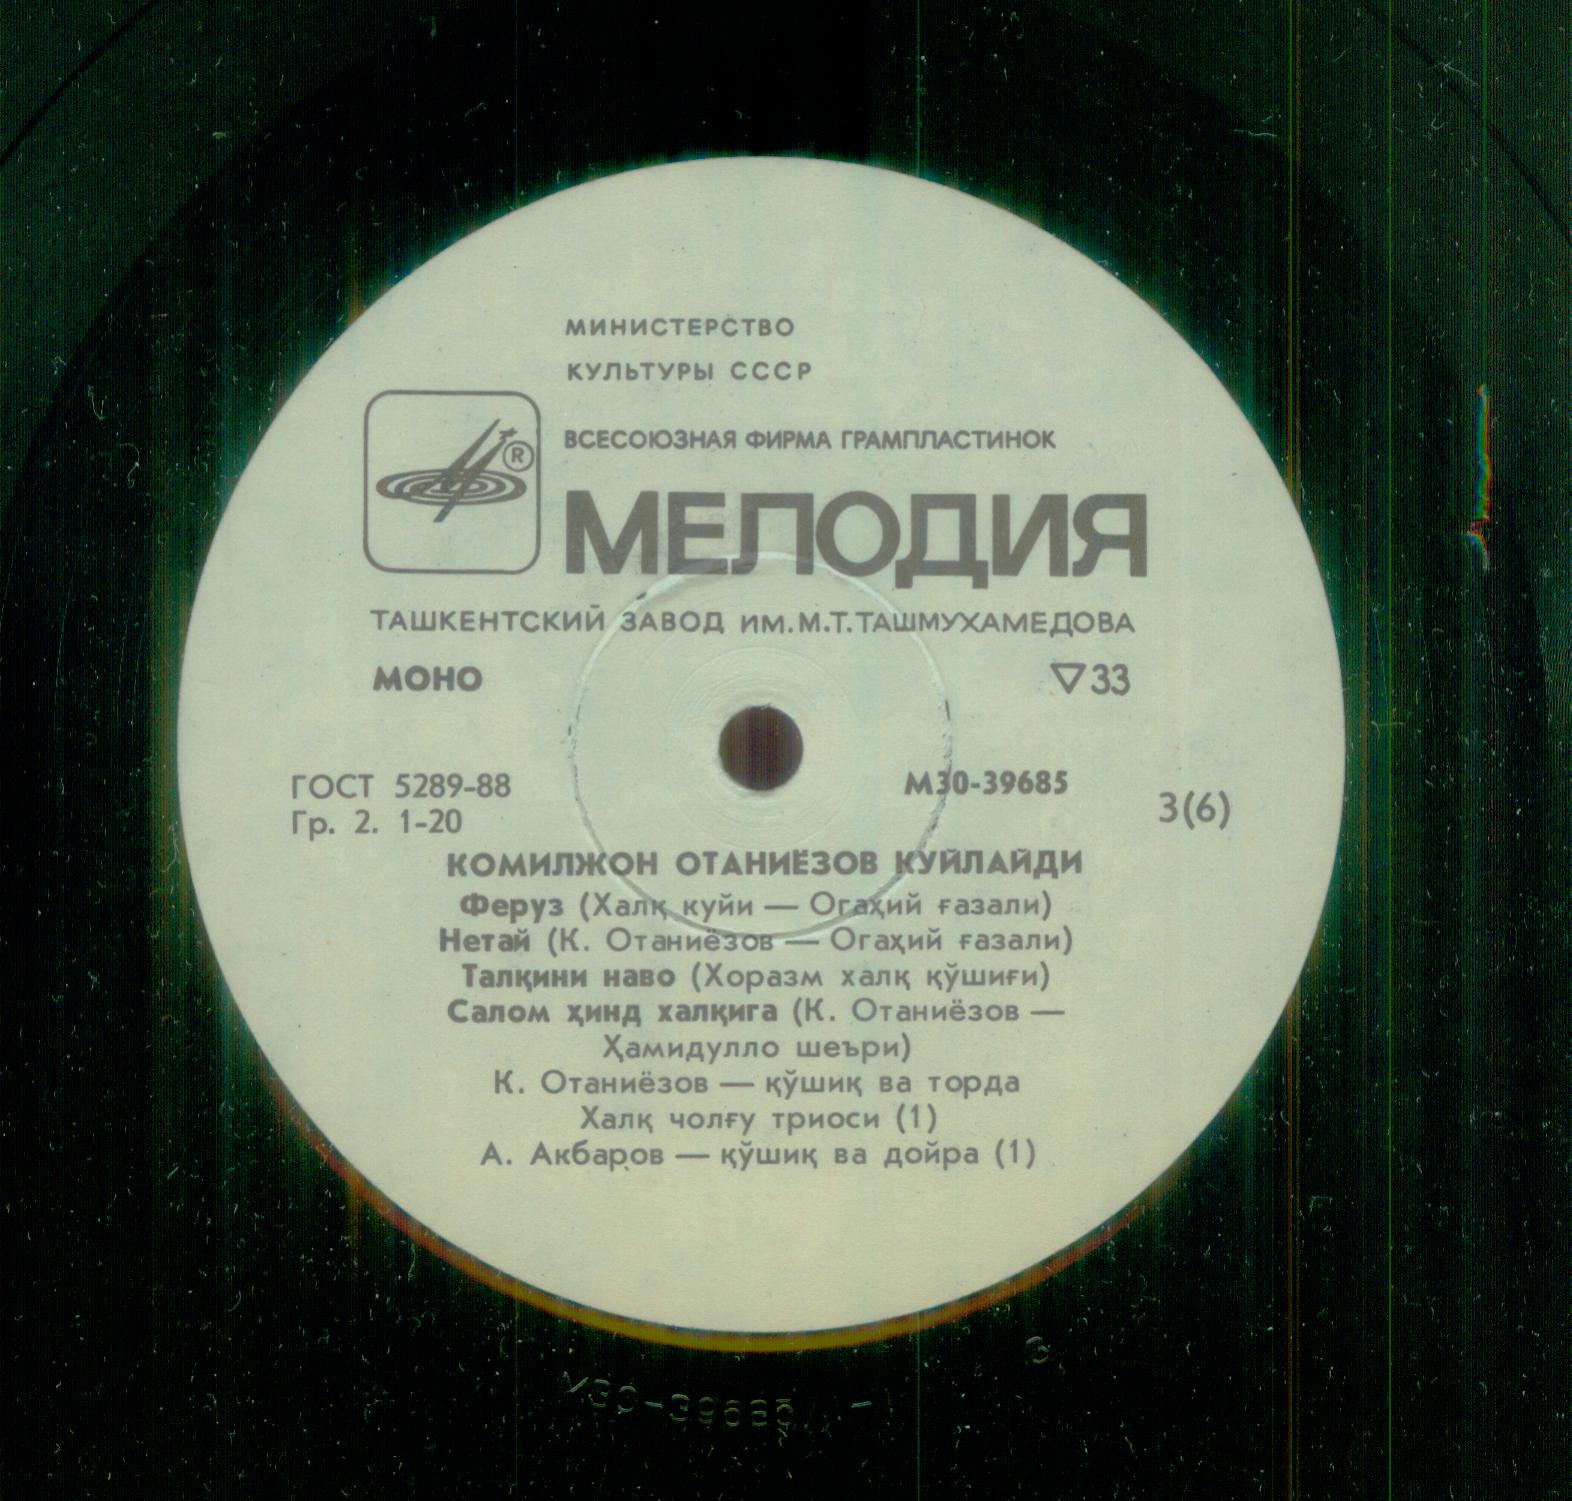 МИНИСТЕРСТВО
КУЛЬТУРЫ СССР
ВСЕСОЮЗНАЯ ФИРМА ГРАМПЛАСТИНОК
®
МЕЛОДИЯ
ТАШКЕНТСКИЙ ЗАВОД ИМ.М.Т.ТАШМУХАМЕДОВА
МОНО ▽33
ГОСТ 5289-88 М30-39685
Гр. 2. 1-20 3(6)
КОМИЛЖОН ОТАНИЁЗОВ КУЙЛАЙДИ
Феруз (Халқ куйи — Огаҳий ғазали)
Нетай (К. Отаниёзов — Огаҳий ғазали)
Талқини наво (Хоразм халқ қўшиғи)
Салом ҳинд халқига (К. Отаниёзов —
Ҳамидулло шеъри)
К. Отаниёзов — қўшиқ ва торда
Халқ чолғу триоси (1)
А. Акбаров — қўшиқ ва дойра (1)